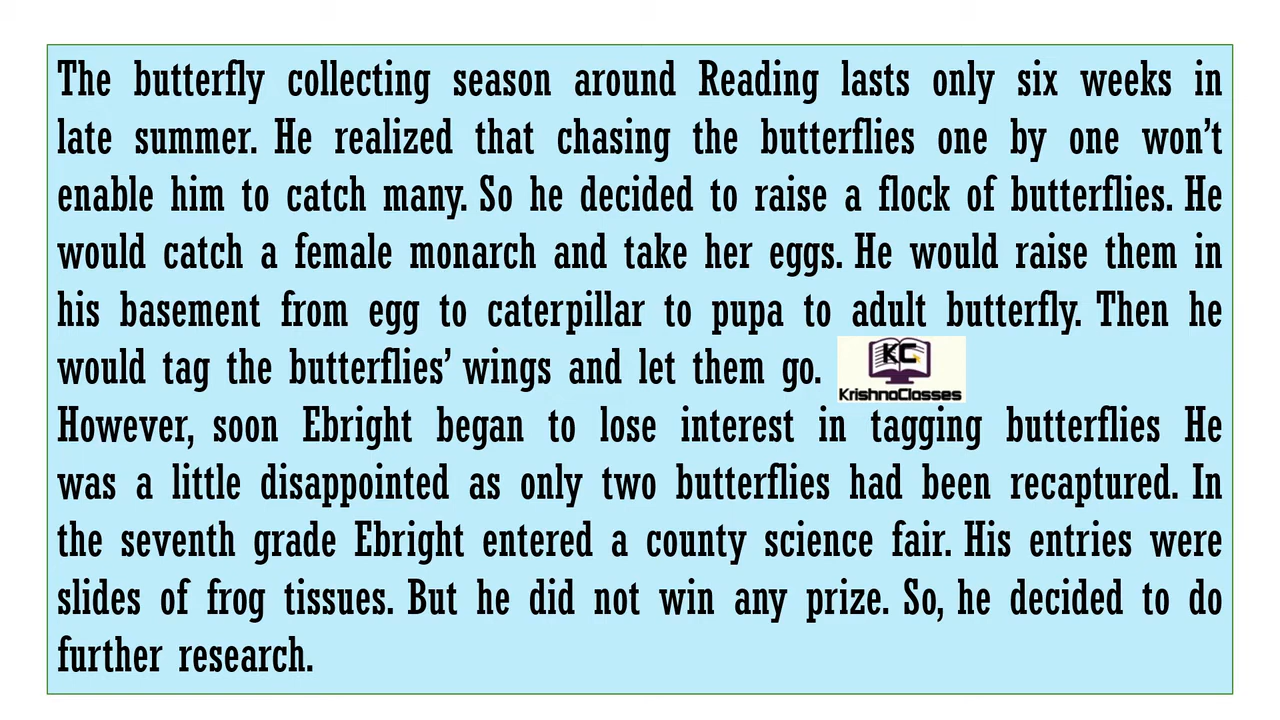 The butterfly collecting season around Reading lasts only six weeks in
late summer. He realized that chasing the butterflies one by one won’t
enable him to catch many. So he decided to raise a flock of butterflies. He
would catch a female monarch and take her eggs. He would raise them in
his basement from egg to caterpillar to pupa to adult butterfly. Then he
would tag the butterflies’ wings and let them go.
KC
KrishnaClasses
However, soon Ebright began to lose interest in tagging butterflies He
was a little disappointed as only two butterflies had been recaptured. In
the seventh grade Ebright entered a county science fair. His entries were
slides of frog tissues. But he did not win any prize. So, he decided to do
further research.